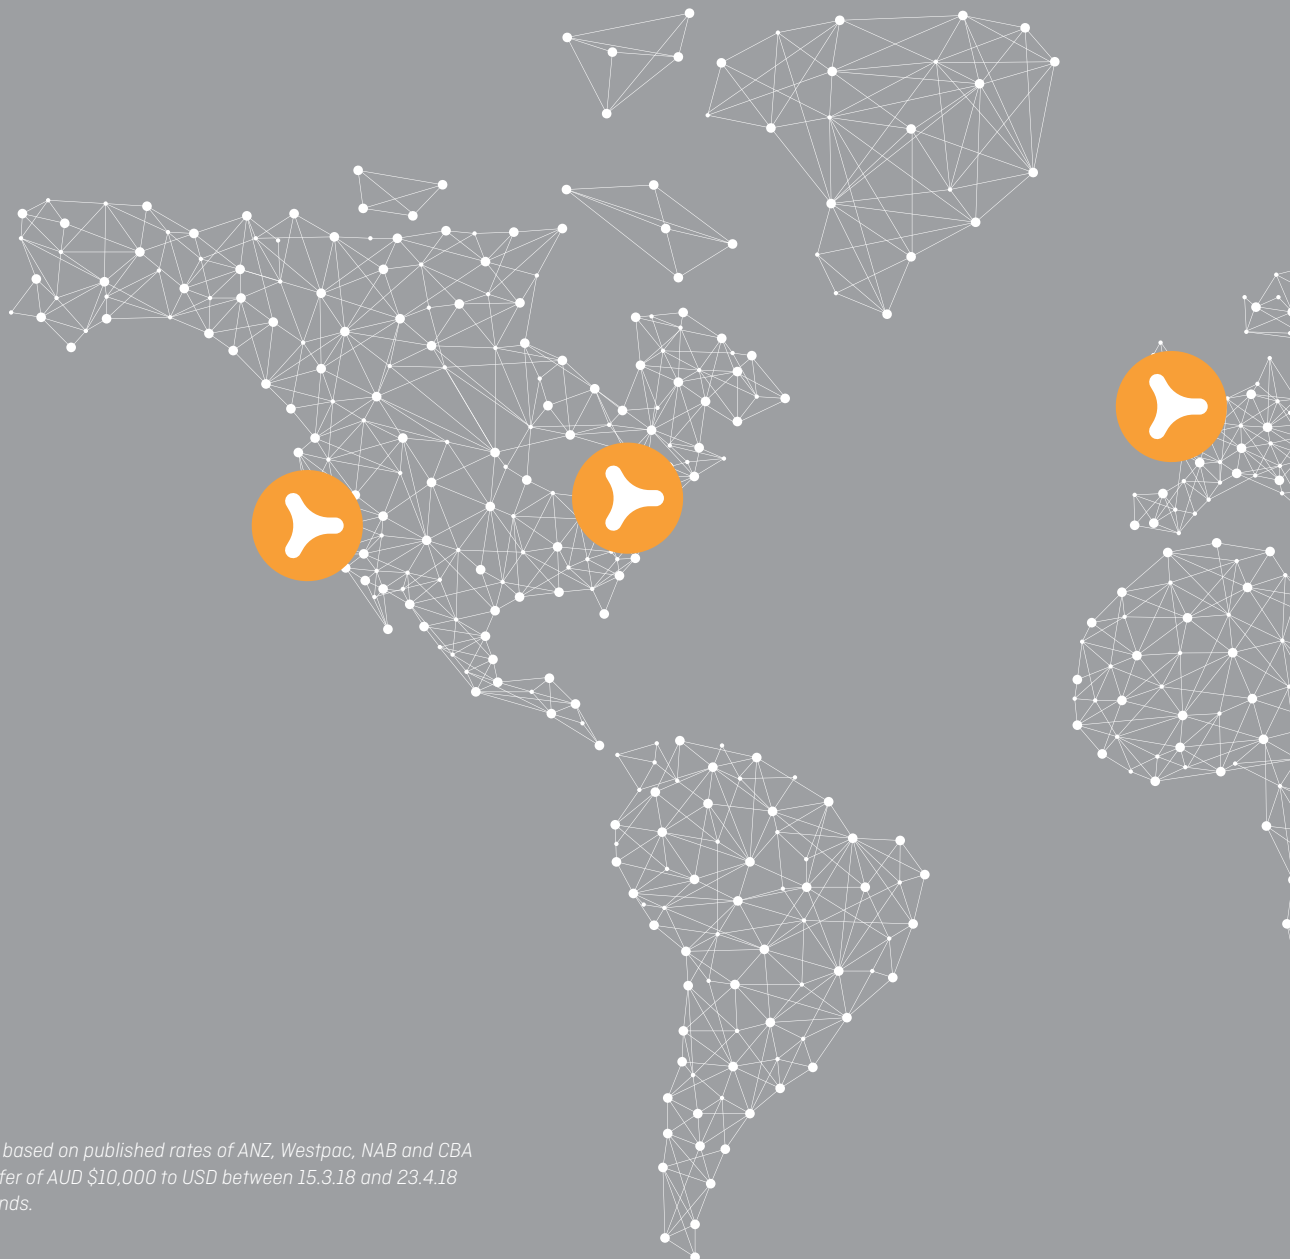 based on published rates of ANZ, Westpac, NAB and CBA
fer of AUD $10,000 to USD between 15.3.18 and 23.4.18
nds.